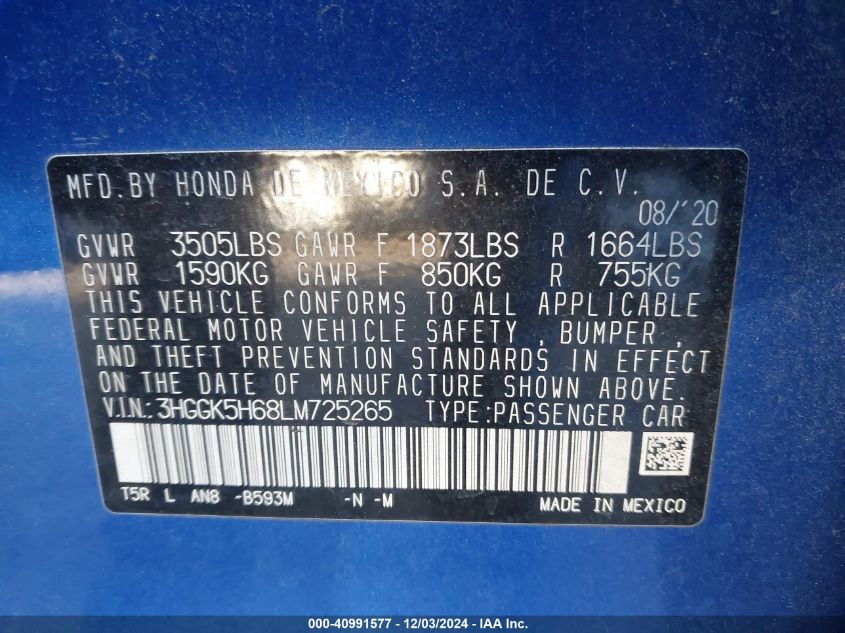 MFD.BY HONDA DE MEXICO S.A. DE C.V.
08/'20
GVWR 3505LBS GAWR F 1873LBS R 1664LBS
GVWR 1590KG GAWR F 850KG R 755KG
THIS VEHICLE CONFORMS TO ALL APPLICABLE
FEDERAL MOTOR VEHICLE SAFETY , BUMPER ,
AND THEFT PREVENTION STANDARDS IN EFFECT
ON THE DATE OF MANUFACTURE SHOWN ABOVE.
V.I.N.: 3HGGK5H68LM725265 TYPE:PASSENGER CAR
T5R L AN8 -B593M -N -M MADE IN MEXICO
000-40991577 - 12/03/2024 - IAA Inc.